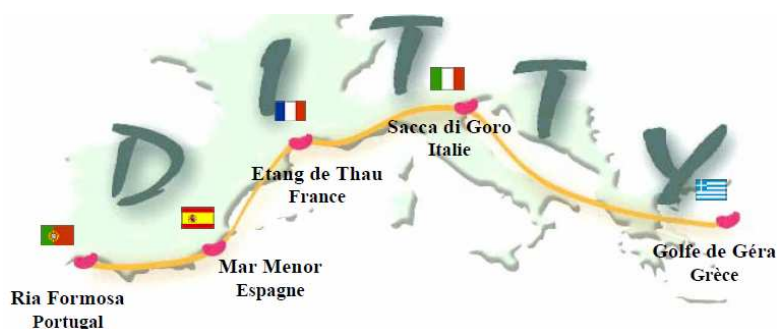 DITTY
Sacca di Goro
Italie
Etang de Thau
France
Golfe de Géra
Grèce
Mar Menor
Espagne
Ria Formosa
Portugal